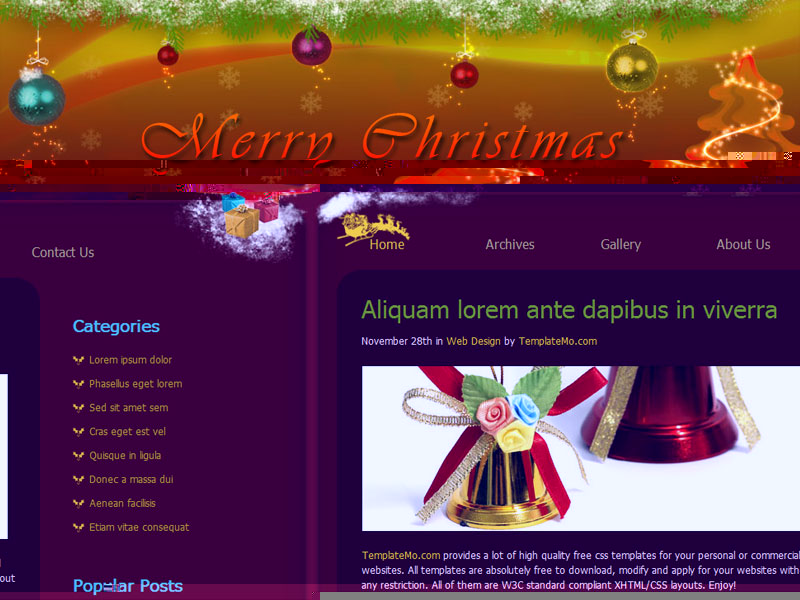 Merry Christmas
Contact Us
Home
Archives
Gallery
About Us
Categories
Lorem ipsum dolor
Phasellus eget lorem
Sed sit amet sem
Cras eget est vel
Quisque in ligula
Donec a massa dui
Aenean facilisis
Etiam vitae consequat
Popular Posts
out
Aliquam lorem ante dapibus in viverra
November 28th in Web Design by TemplateMo.com
TemplateMo.com provides a lot of high quality free css templates for your personal or commercial
websites. All templates are absolutely free to download, modify and apply for your websites with
any restriction. All of them are W3C standard compliant XHTML/CSS layouts. Enjoy!